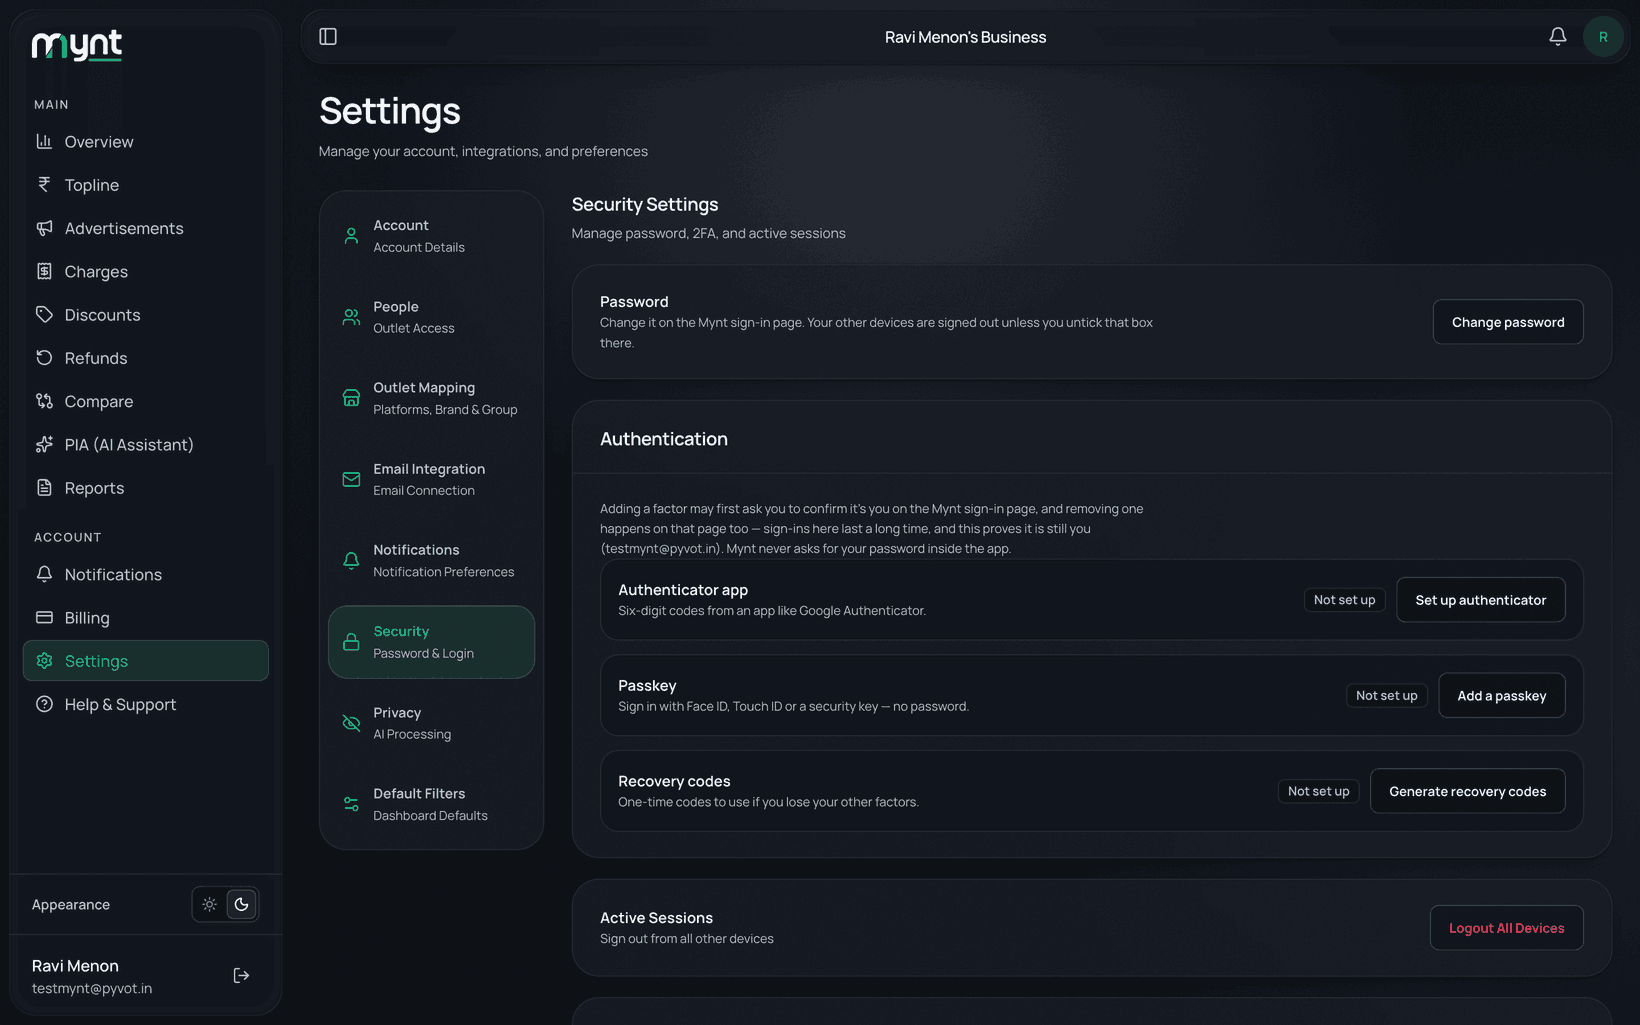 mynt
MAIN
Overview
Topline
Advertisements
Charges
Discounts
Refunds
Compare
PIA (AI Assistant)
Reports
ACCOUNT
Notifications
Billing
Settings
Help & Support
Appearance
Ravi Menon
testmynt@pyvot.in
Ravi Menon's Business
R
Settings
Manage your account, integrations, and preferences
Account
Account Details
People
Outlet Access
Outlet Mapping
Platforms, Brand & Group
Email Integration
Email Connection
Notifications
Notification Preferences
Security
Password & Login
Privacy
AI Processing
Default Filters
Dashboard Defaults
Security Settings
Manage password, 2FA, and active sessions
Password
Change it on the Mynt sign-in page. Your other devices are signed out unless you untick that box
there.
Change password
Authentication
Adding a factor may first ask you to confirm it's you on the Mynt sign-in page, and removing one
happens on that page too — sign-ins here last a long time, and this proves it is still you
(testmynt@pyvot.in). Mynt never asks for your password inside the app.
Authenticator app
Six-digit codes from an app like Google Authenticator.
Not set up
Set up authenticator
Passkey
Sign in with Face ID, Touch ID or a security key — no password.
Not set up
Add a passkey
Recovery codes
One-time codes to use if you lose your other factors.
Not set up
Generate recovery codes
Active Sessions
Sign out from all other devices
Logout All Devices